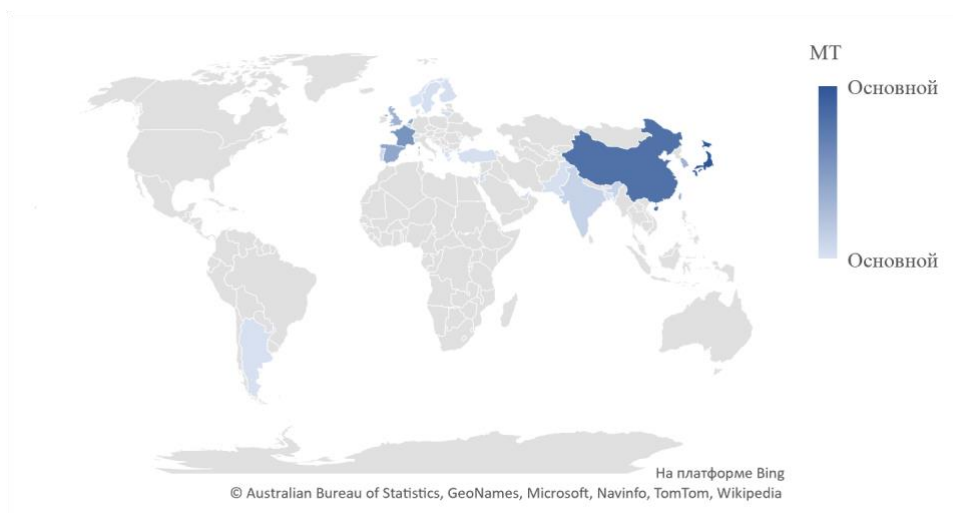 МТ
Основной
Основной
На платформе Bing
© Australian Bureau of Statistics, GeoNames, Microsoft, Navinfo, TomTom, Wikipedia